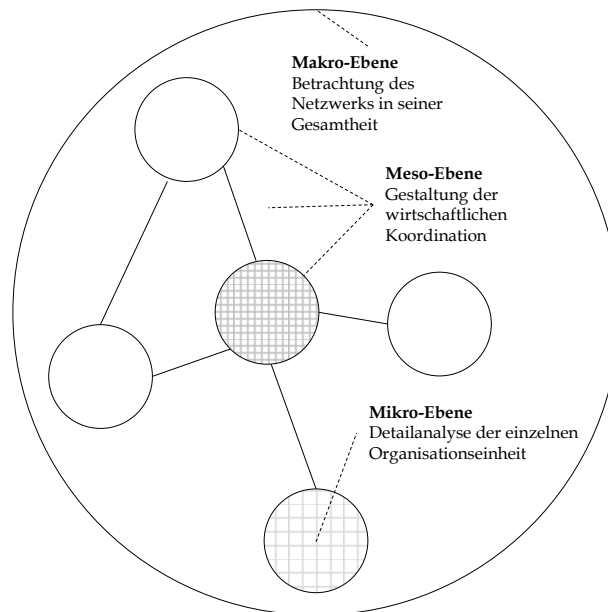 Makro-Ebene
Betrachtung des
Netzwerks in seiner
Gesamtheit
Meso-Ebene
Gestaltung der
wirtschaftlichen
Koordination
Mikro-Ebene
Detailanalyse der einzelnen
Organisationseinheit